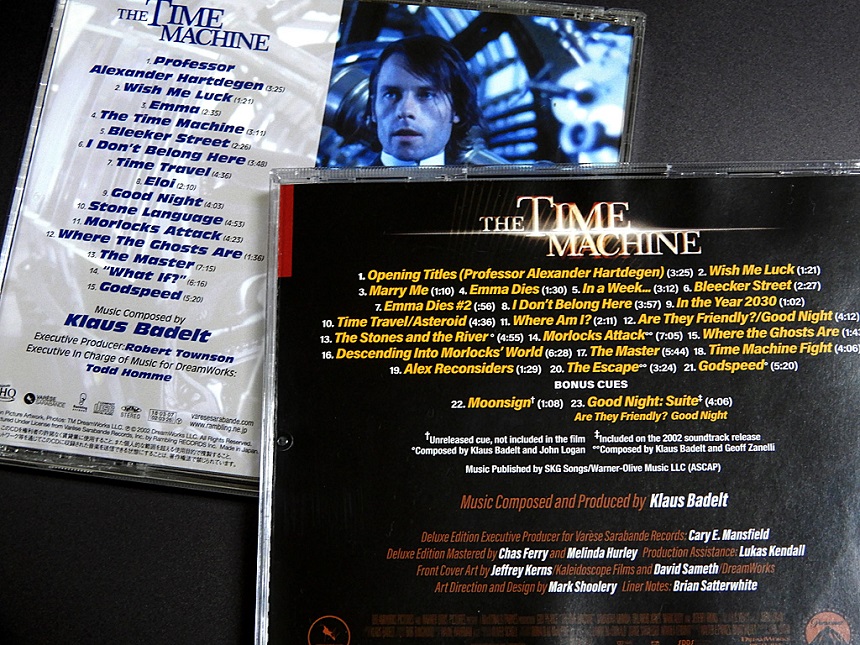 THE TIME
MACHINE
1. Professor
Alexander Hartdegen (3:25)
2. Wish Me Luck (1:21)
3. Emma (2:35)
4. The Time Machine (3:11)
5. Bleeker Street (2:26)
6. I Don't Belong Here (3:48)
7. Time Travel (4:36)
8. Eloi (2:10)
9. Good Night (4:03)
10. Stone Language (4:53)
11. Morlocks Attack (4:23)
12. Where The Ghosts Are (1:36)
13. The Master (7:15)
14. "What If?" (6:16)
15. Godspeed (5:20)
Music Composed by
Klaus Badelt
Executive Producer: Robert Townson
Executive In Charge of Music for DreamWorks:
Todd Homme
HQ
VARÈSE
STEREO
varesesarabande.com
www.rambling.ne.jp
THE TIME
MACHINE
1. Opening Titles (Professor Alexander Hartdegen) (3:25) 2. Wish Me Luck (1:21)
3. Marry Me (1:10) 4. Emma Dies (1:30) 5. In a Week... (3:12) 6. Bleecker Street (2:27)
7. Emma Dies #2 (:56) 8. I Don't Belong Here (3:57) 9. In the Year 2030 (1:02)
10. Time Travel/Asteroid (4:36) 11. Where Am I? (2:11) 12. Are They Friendly?/Good Night (4:12)
13. The Stones and the River° (4:55) 14. Morlocks Attack°° (7:05) 15. Where the Ghosts Are
16. Descending Into Morlocks' World (6:28) 17. The Master (5:44) 18. Time Machine Fight (4:06)
19. Alex Reconsiders (1:29) 20. The Escape°° (3:24) 21. Godspeed° (5:20)
BONUS CUES
22. Moonsign† (1:08) 23. Good Night: Suite‡ (4:06)
Are They Friendly? Good Night
†Unreleased cue, not included in the film ‡Included on the 2002 soundtrack release
°Composed by Klaus Badelt and John Logan °°Composed by Klaus Badelt and Geoff Zanelli
Music Published by SKG Songs/Warner-Olive Music LLC (ASCAP)
Music Composed and Produced by Klaus Badelt
Deluxe Edition Executive Producer for Varèse Sarabande Records: Cary E. Mansfield
Deluxe Edition Mastered by Chas Ferry and Melinda Hurley Production Assistance: Lukas Kendall
Front Cover Art by Jeffrey Kerns/Kaleidoscope Films and David Sameth/DreamWorks
Art Direction and Design by Mark Shoolery Liner Notes: Brian Satterwhite
Paramount